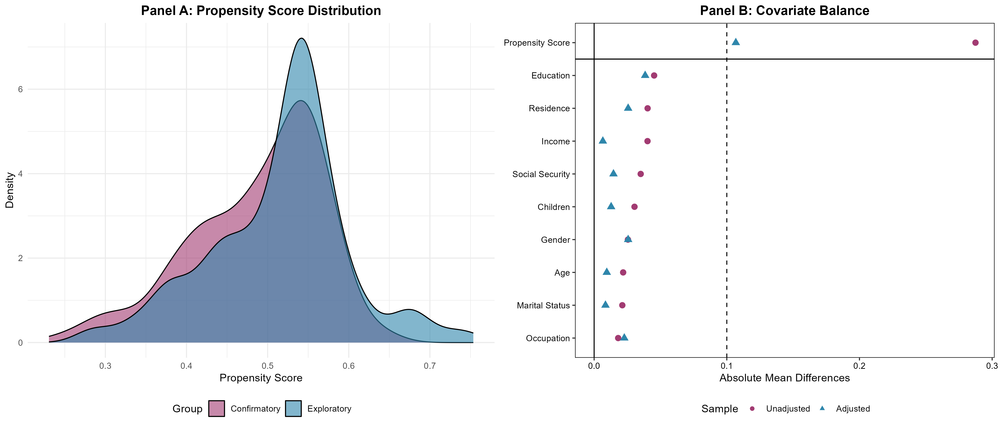 Panel A: Propensity Score Distribution
Density
6
4
2
0
0.3 0.4 0.5 0.6 0.7
Propensity Score
Group Confirmatory Exploratory
Panel B: Covariate Balance
Propensity Score
Education
Residence
Income
Social Security
Children
Gender
Age
Marital Status
Occupation
0.0 0.1 0.2 0.3
Absolute Mean Differences
Sample Unadjusted Adjusted